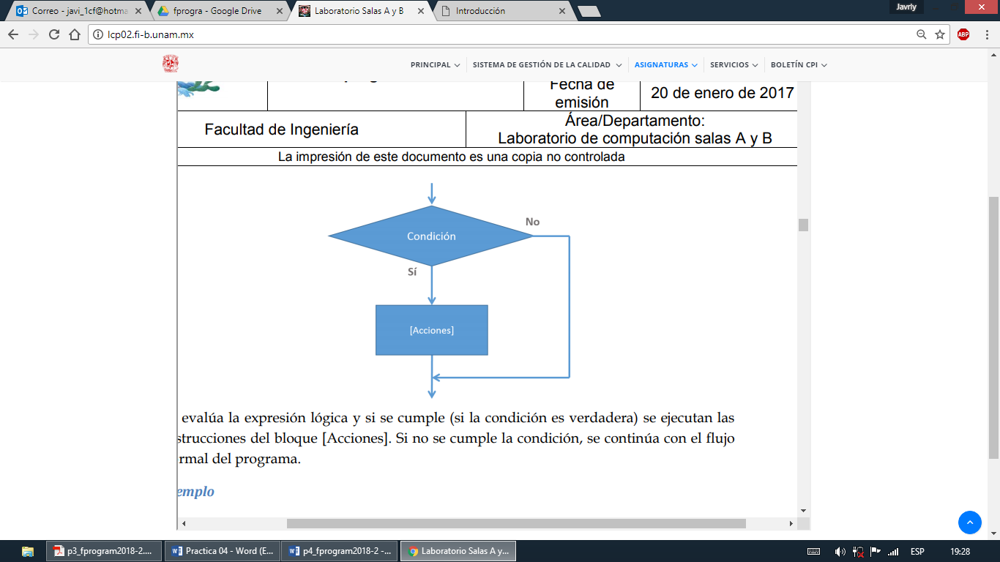 Correo - javi_1cf@hotma
fprogra - Google Drive
Laboratorio Salas A y B
Introducción
Javrly
lcp02.fi-b.unam.mx
ABP
PRINCIPAL
SISTEMA DE GESTIÓN DE LA CALIDAD
ASIGNATURAS
SERVICIOS
BOLETÍN CPI
Fecha de
emisión
20 de enero de 2017
Facultad de Ingeniería
Área/Departamento:
Laboratorio de computación salas A y B
La impresión de este documento es una copia no controlada
No
Condición
Sí
[Acciones]
evalúa la expresión lógica y si se cumple (si la condición es verdadera) se ejecutan las
strucciones del bloque [Acciones]. Si no se cumple la condición, se continúa con el flujo
rmal del programa.
emplo
p3_fprogram2018-2....
Practica 04 - Word (E...
p4_fprogram2018-2 -...
Laboratorio Salas A y...
ESP
19:28